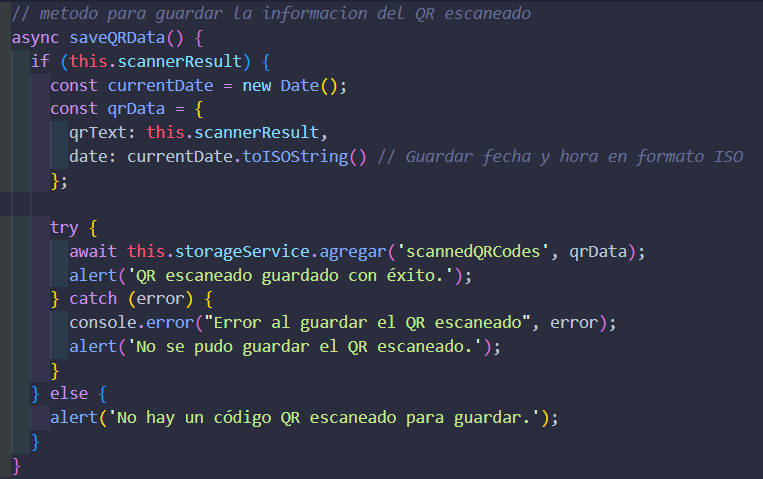 // metodo para guardar la informacion del QR escaneado
async saveQRData() {
if (this.scannerResult) {
const currentDate = new Date();
const qrData = {
qrText: this.scannerResult,
date: currentDate.toISOString() // Guardar fecha y hora en formato ISO
};
try {
await this.storageService.agregar('scannedQRCodes', qrData);
alert('QR escaneado guardado con éxito.');
} catch (error) {
console.error("Error al guardar el QR escaneado", error);
alert('No se pudo guardar el QR escaneado.');
}
} else {
alert('No hay un código QR escaneado para guardar.');
}
}